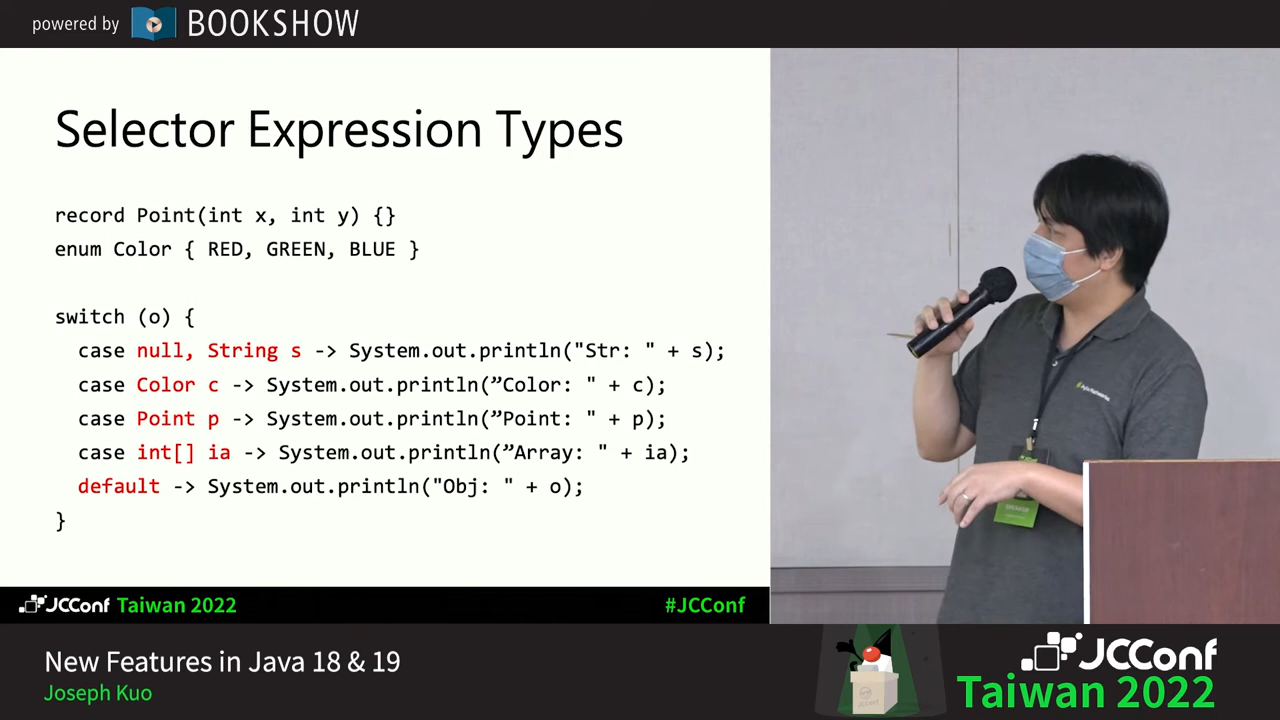 powered by BOOKSHOW
Selector Expression Types
record Point(int x, int y) {}
enum Color { RED, GREEN, BLUE }
switch (o) {
case null, String s -> System.out.println("Str: " + s);
case Color c -> System.out.println(”Color: " + c);
case Point p -> System.out.println(”Point: " + p);
case int[] ia -> System.out.println(”Array: " + ia);
default -> System.out.println("Obj: " + o);
}
JCConf Taiwan 2022
#JCConf
New Features in Java 18 & 19
Joseph Kuo
JCConf
Taiwan 2022